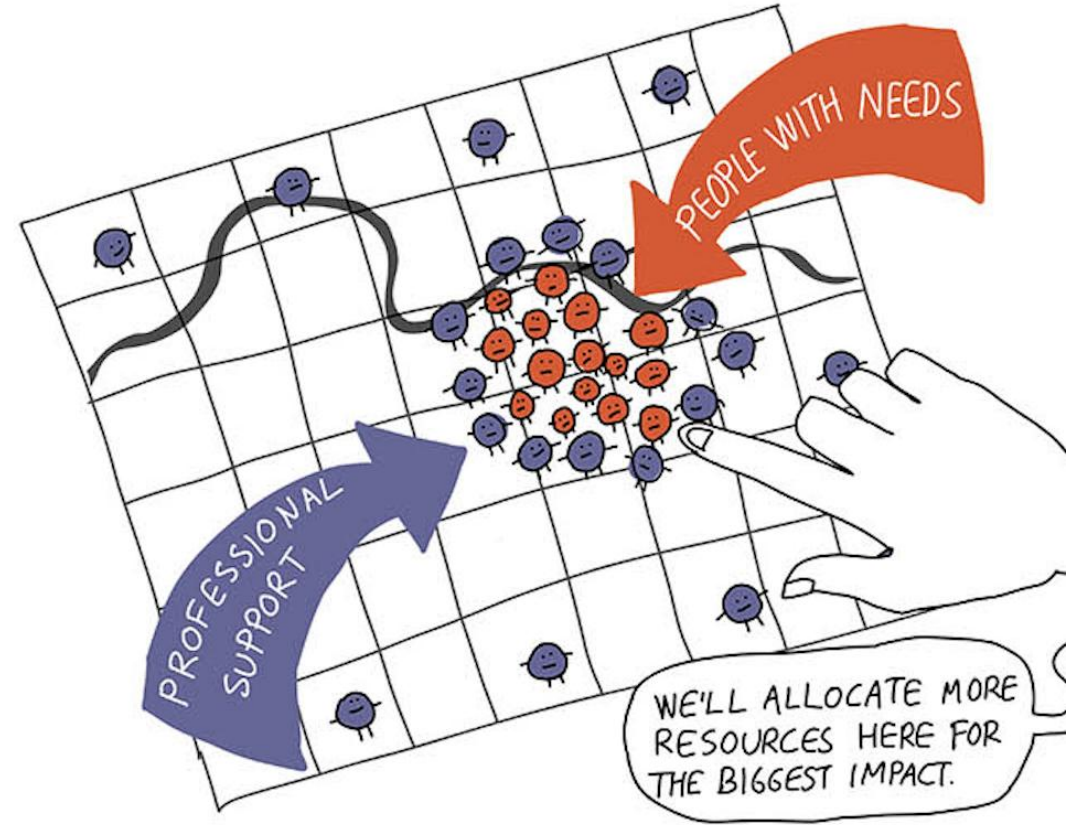 PEOPLE WITH NEEDS
PROFESSIONAL
SUPPORT
WE'LL ALLOCATE MORE
RESOURCES HERE FOR
THE BIGGEST IMPACT.